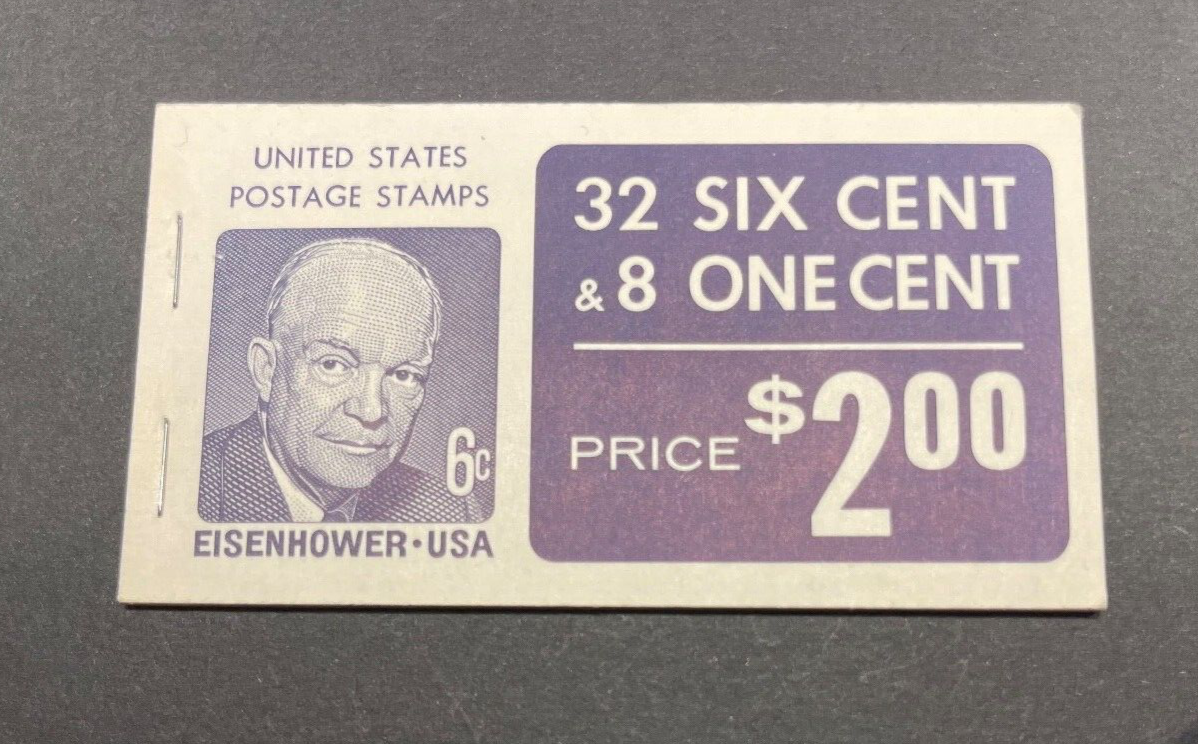 UNITED STATES
POSTAGE STAMPS
6c
EISENHOWER·USA
32 SIX CENT
& 8 ONE CENT
PRICE $2.00